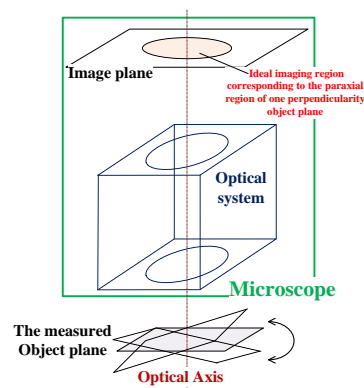 Image plane
Ideal imaging region
corresponding to the paraxial
region of one perpendicularity
object plane
Optical
system
Microscope
The measured
Object plane
Optical Axis